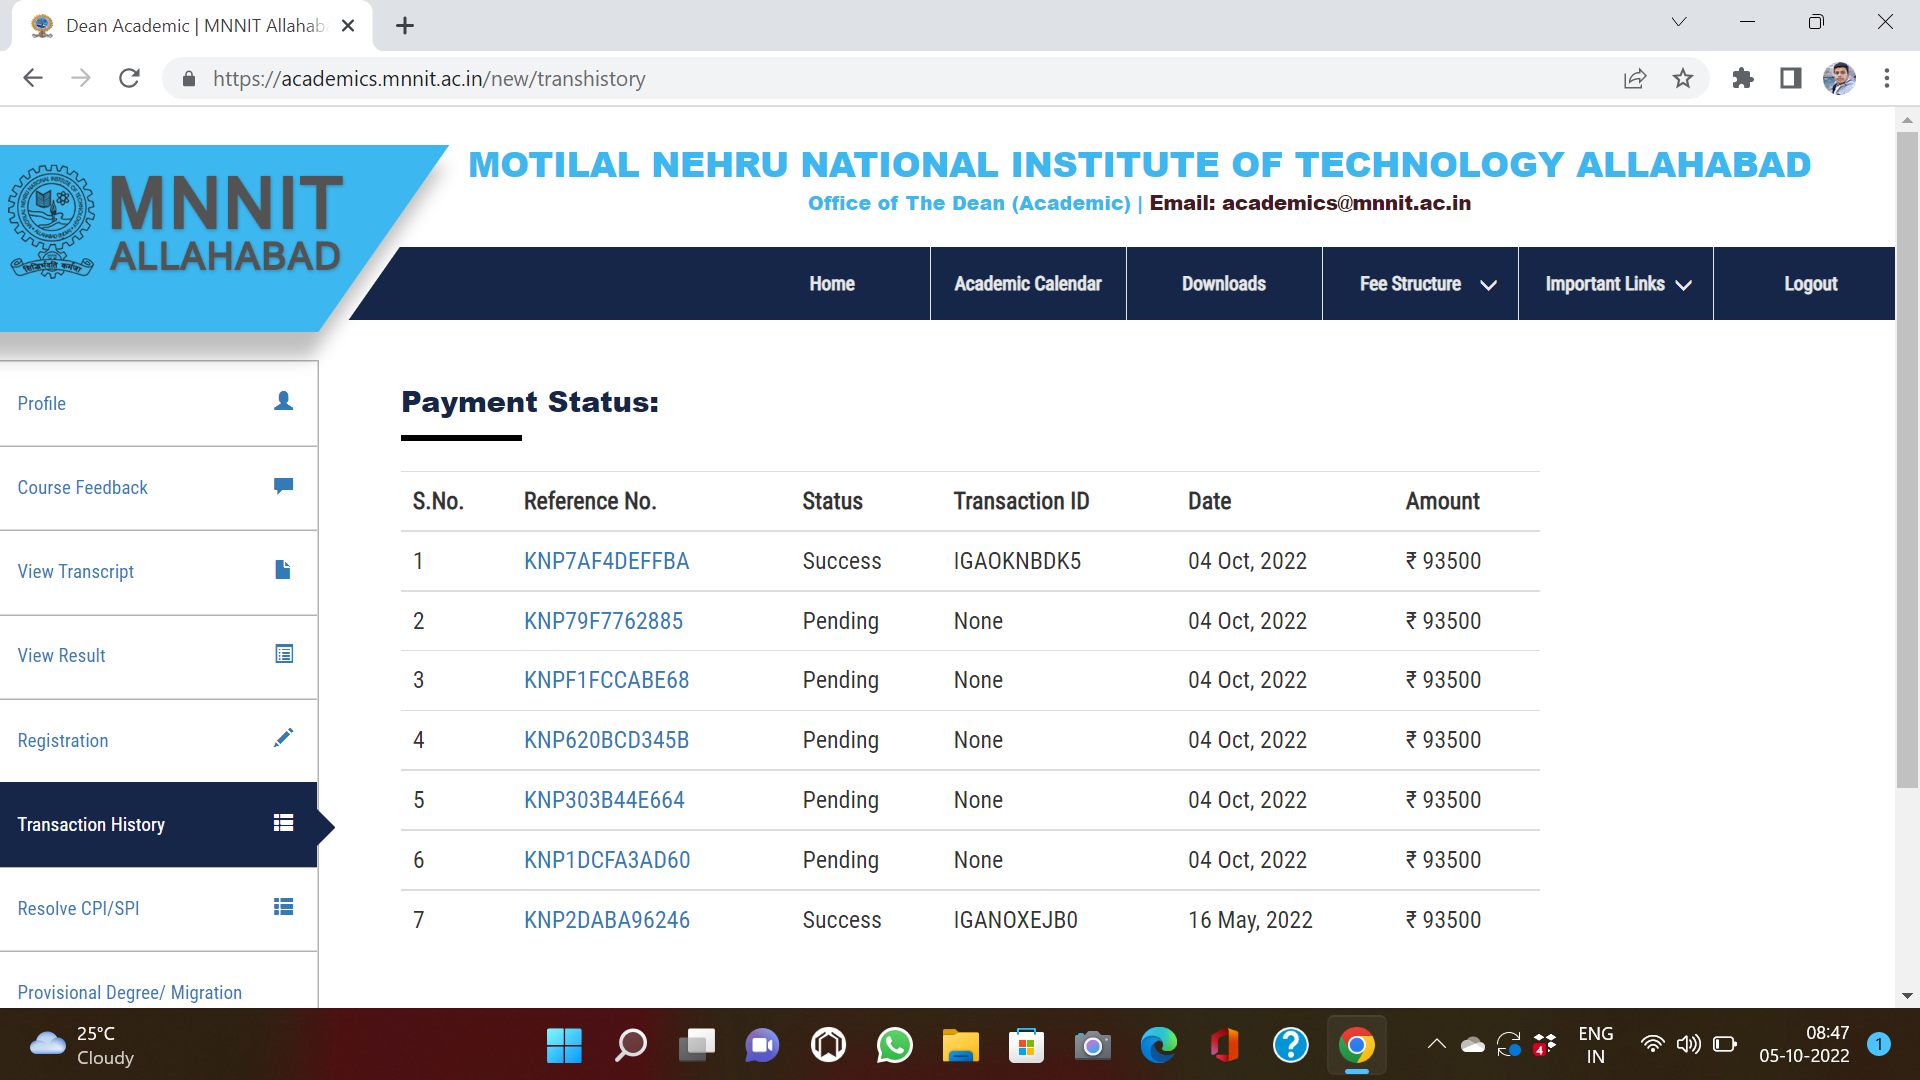 Dean Academic | MNNIT Allahab
https://academics.mnnit.ac.in/new/transhistory
MNNIT
ALLAHABAD
MOTILAL NEHRU NATIONAL INSTITUTE OF TECHNOLOGY ALLAHABAD
Office of The Dean (Academic) | Email: academics@mnnit.ac.in
Home Academic Calendar Downloads Fee Structure Important Links Logout
Profile
Course Feedback
View Transcript
View Result
Registration
Transaction History
Resolve CPI/SPI
Provisional Degree/ Migration
Payment Status:
S.No. Reference No. Status Transaction ID Date Amount
1 KNP7AF4DEFFBA Success IGAOKNBDK5 04 Oct, 2022 ₹ 93500
2 KNP79F7762885 Pending None 04 Oct, 2022 ₹ 93500
3 KNPF1FCCABE68 Pending None 04 Oct, 2022 ₹ 93500
4 KNP620BCD345B Pending None 04 Oct, 2022 ₹ 93500
5 KNP303B44E664 Pending None 04 Oct, 2022 ₹ 93500
6 KNP1DCFA3AD60 Pending None 04 Oct, 2022 ₹ 93500
7 KNP2DABA96246 Success IGANOXEJB0 16 May, 2022 ₹ 93500
25°C
Cloudy
4
ENG
IN
08:47
05-10-2022
1